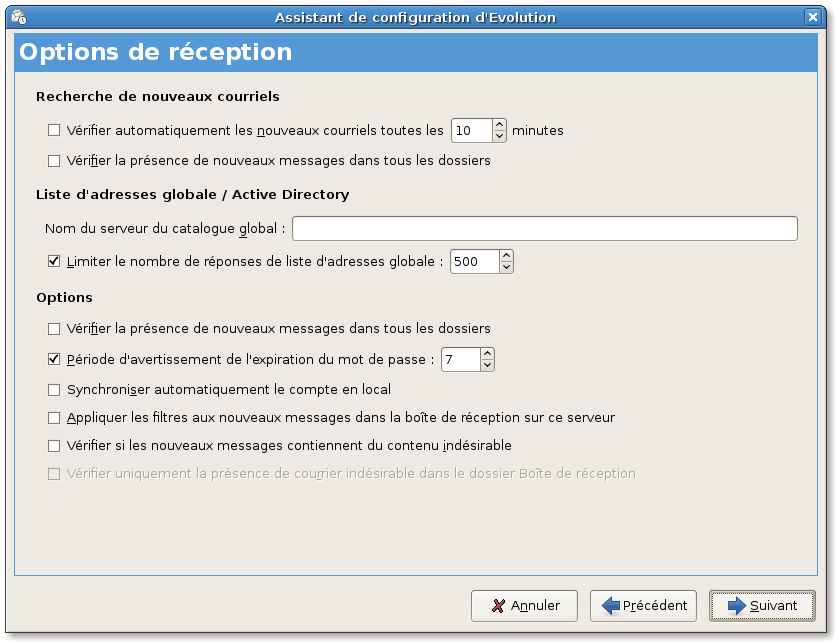 Assistant de configuration d'Evolution
Options de réception
Recherche de nouveaux courriels
Vérifier automatiquement les nouveaux courriels toutes les 10 minutes
Vérifier la présence de nouveaux messages dans tous les dossiers
Liste d'adresses globale / Active Directory
Nom du serveur du catalogue global :
Limiter le nombre de réponses de liste d'adresses globale : 500
Options
Vérifier la présence de nouveaux messages dans tous les dossiers
Période d'avertissement de l'expiration du mot de passe : 7
Synchroniser automatiquement le compte en local
Appliquer les filtres aux nouveaux messages dans la boîte de réception sur ce serveur
Vérifier si les nouveaux messages contiennent du contenu indésirable
Vérifier uniquement la présence de courrier indésirable dans le dossier Boîte de réception
Annuler Précédent Suivant